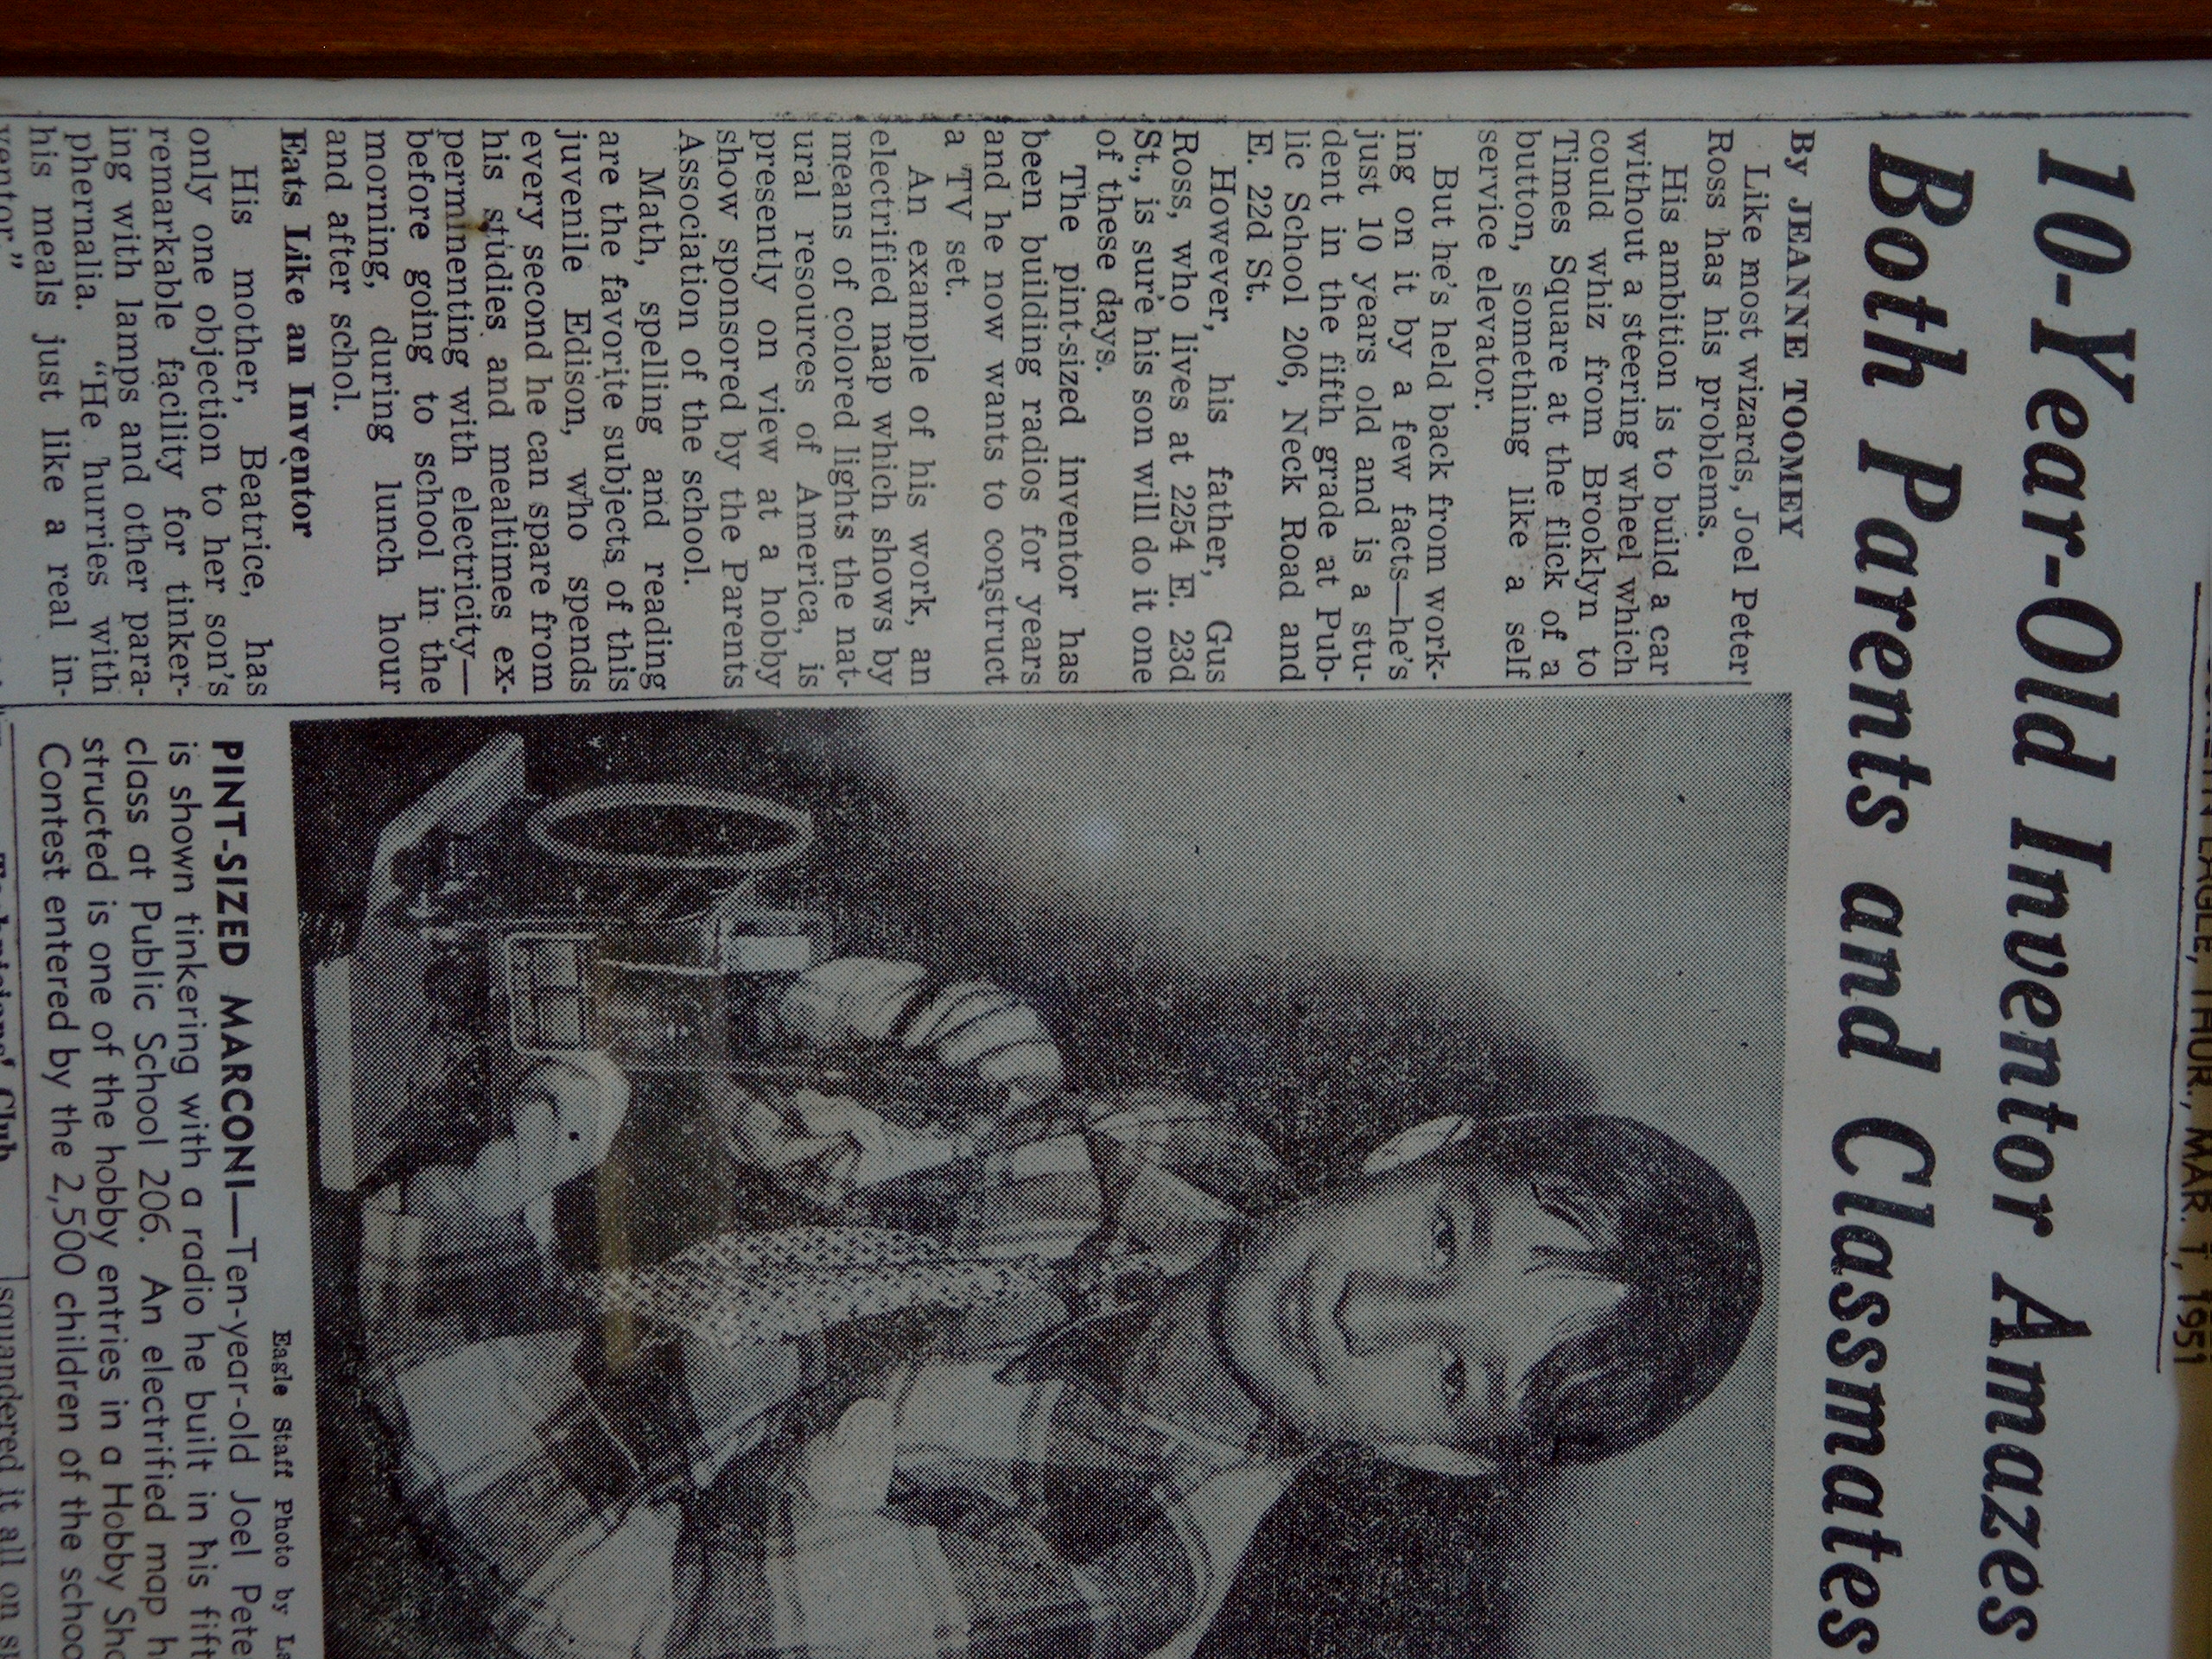 EAGLE, THUR., MAR. 1, 1951
10-Year-Old Inventor Amazes
Both Parents and Classmates
By JEANNE TOOMEY
Like most wizards, Joel Peter
Ross has his problems.
His ambition is to build a car
without a steering wheel which
could whiz from Brooklyn to
Times Square at the flick of a
button, something like a self
service elevator.
But he's held back from work-
ing on it by a few facts—he's
just 10 years old and is a stu-
dent in the fifth grade at Pub-
lic School 206, Neck Road and
E. 22d St.
However, his father, Gus
Ross, who lives at 2254 E. 23d
St., is sure his son will do it one
of these days.
The pint-sized inventor has
been building radios for years
and he now wants to construct
a TV set.
An example of his work, an
electrified map which shows by
means of colored lights the nat-
ural resources of America, is
presently on view at a hobby
show sponsored by the Parents
Association of the school.
Math, spelling and reading
are the favorite subjects of this
juvenile Edison, who spends
every second he can spare from
his studies and mealtimes ex-
perminenting with electricity—
before going to school in the
morning, during lunch hour
and after schol.
Eats Like an Inventor
His mother, Beatrice, has
only one objection to her son's
remarkable facility for tinker-
ing with lamps and other para-
phernalia. "He hurries with
his meals just like a real in-
ventor."
Eagle Staff Photo by
PINT-SIZED MARCONI—Ten-year-old Joel Pete
is shown tinkering with a radio he built in his fift
class at Public School 206. An electrified map h
structed is one of the hobby entries in a Hobby Sho
Contest entered by the 2,500 children of the schoo
Club
squandered it all on